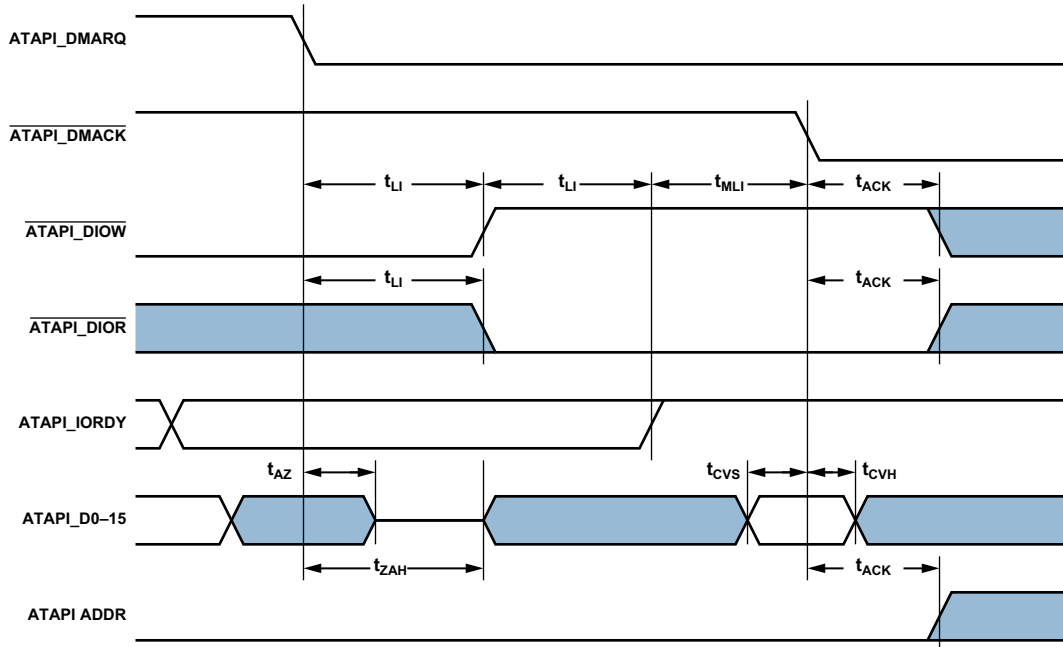 ATAPI_DMARQ
ATAPI_DMACK
tLI tLI tMLI tACK
ATAPI_DIOW
tLI tACK
ATAPI_DIOR
ATAPI_IORDY
tAZ tCVS tCVH
ATAPI_D0–15
tZAH tACK
ATAPI ADDR